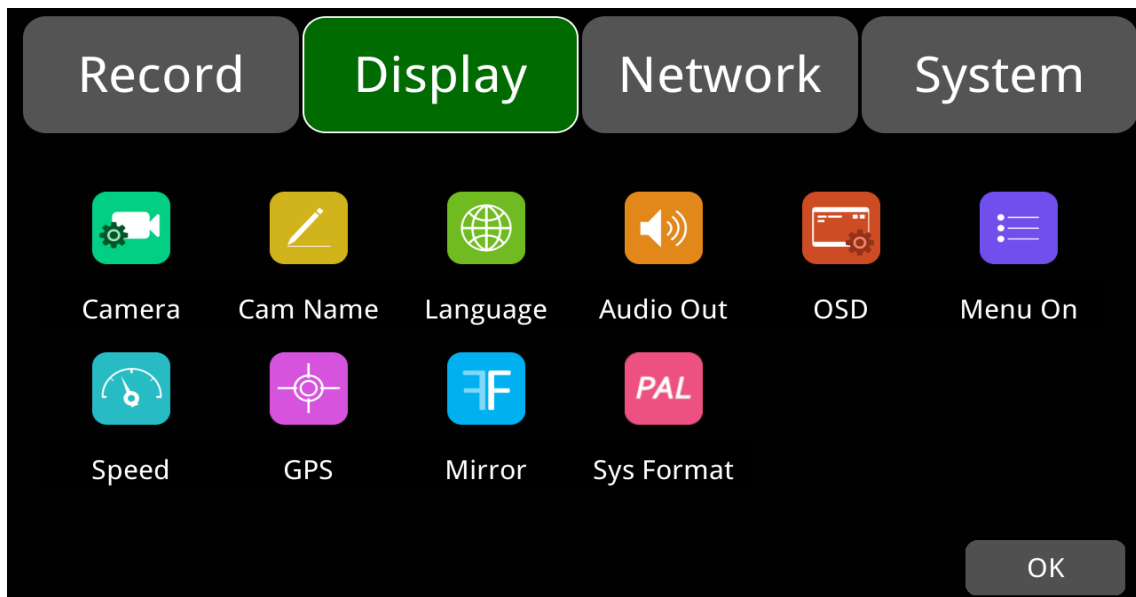 Record Display Network System
Camera Cam Name Language Audio Out OSD Menu On
FF PAL
Speed GPS Mirror Sys Format
OK